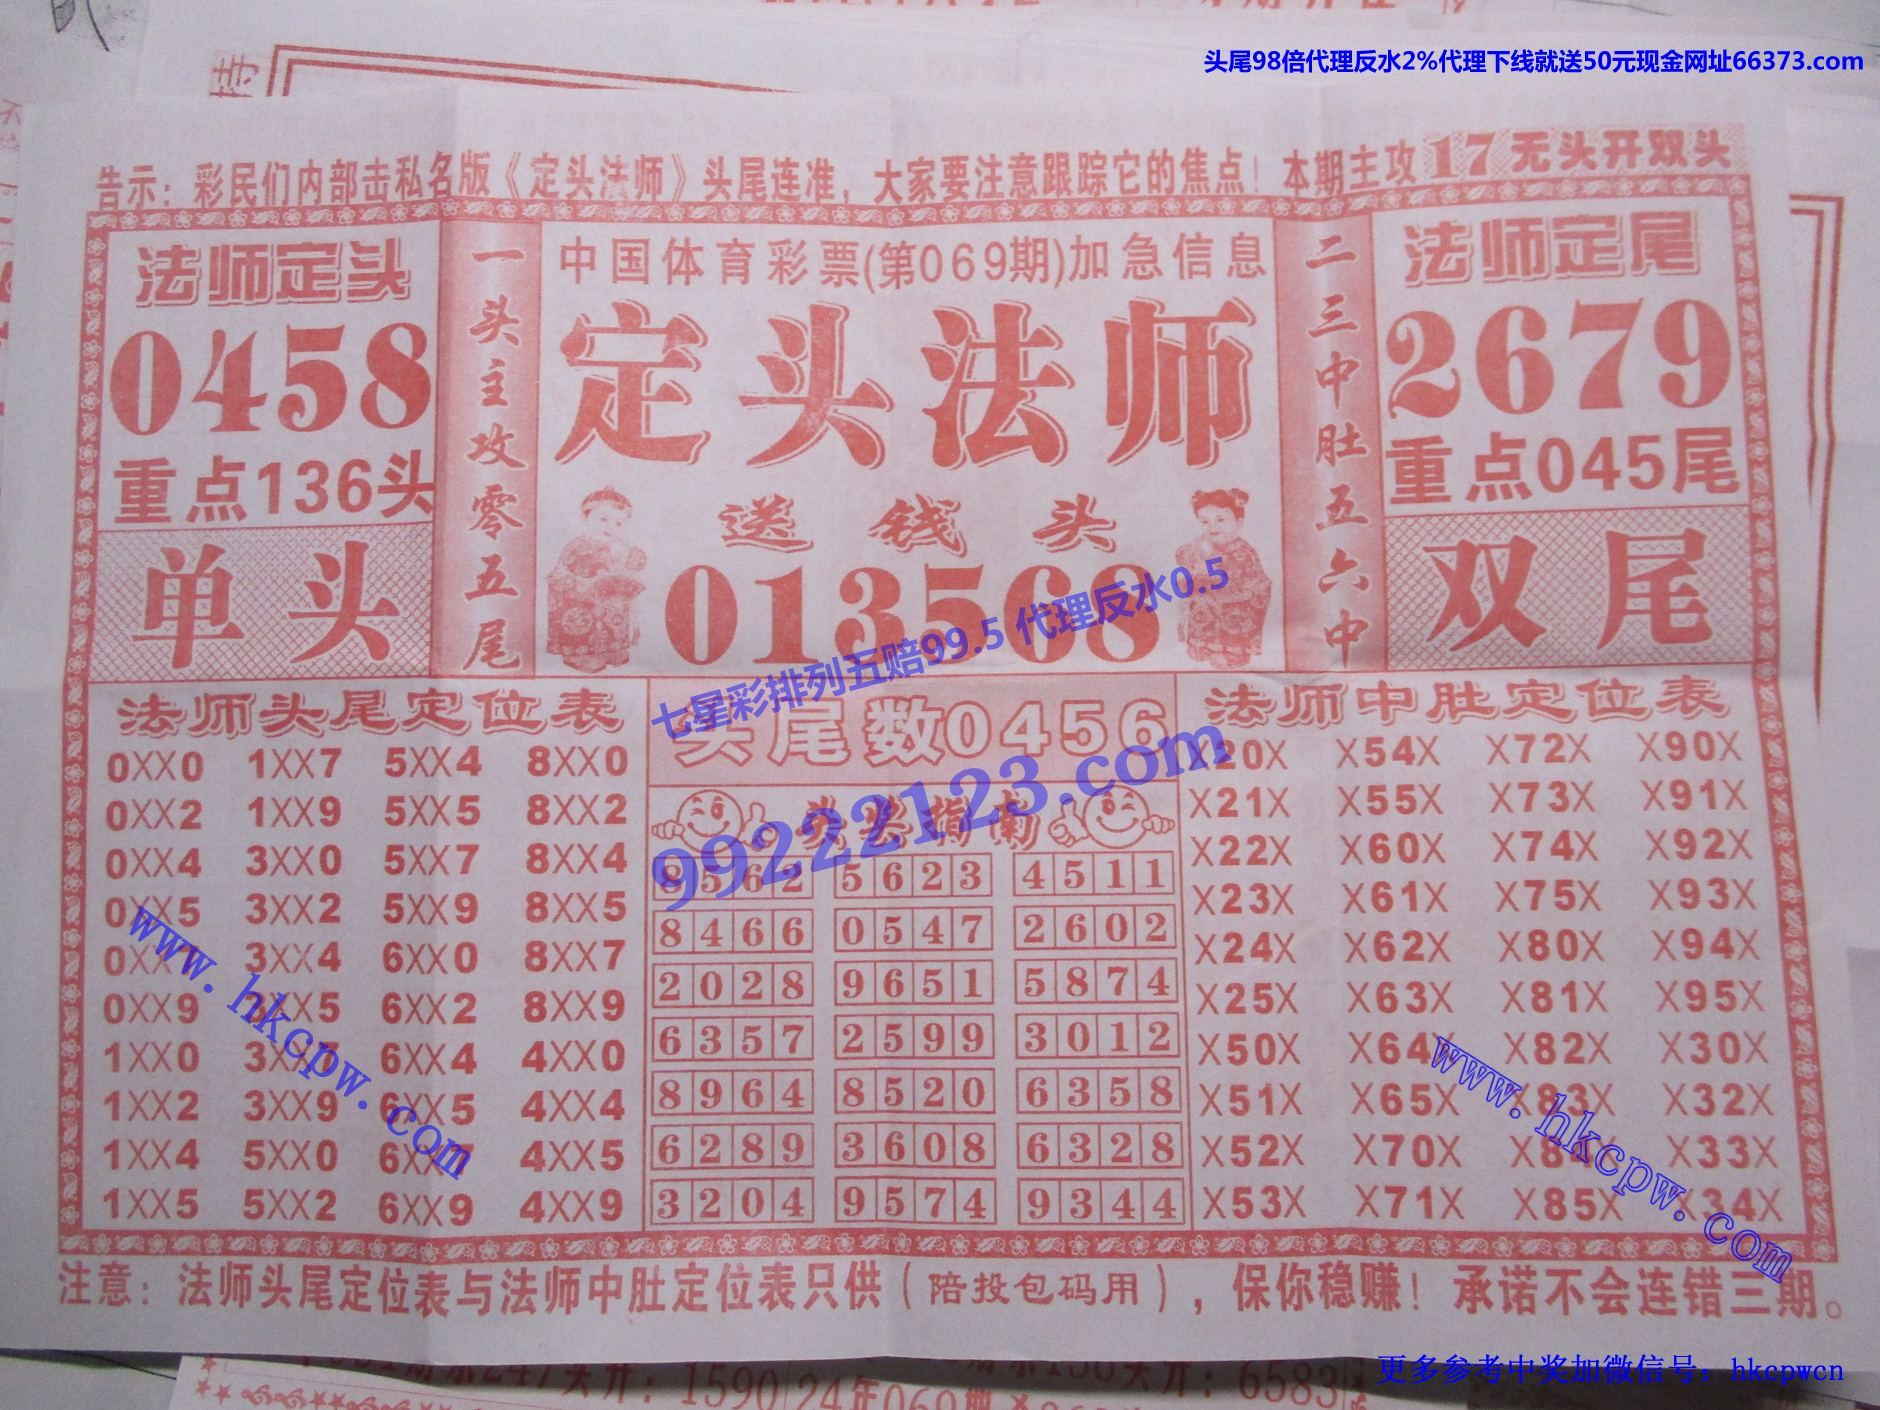 头尾98倍代理反水2%代理下线就送50元现金网址66373.com
告示：彩民们内部击私名版《定头法师》头尾连准，大家要注意跟踪它的焦点！本期主攻17无头开双头
法师定头
0458
重点136头
单头
一头主攻零五尾
中国体育彩票(第069期)加急信息
定头法师
送钱头
013568
二三中肚五六中
法师定尾
2679
重点045尾
双尾
七星彩排列五赔99.5 代理反水0.5
99222123.com
法师头尾定位表
0XX0 1XX7 5XX4 8XX0
0XX2 1XX9 5XX5 8XX2
0XX4 3XX0 5XX7 8XX4
0XX5 3XX2 5XX9 8XX5
0XX 3XX4 6XX0 8XX7
0XX9 3XX5 6XX2 8XX9
1XX0 3XX 6XX4 4XX0
1XX2 3XX9 6XX5 4XX4
1XX4 5XX0 6XX7 4XX5
1XX5 5XX2 6XX9 4XX9
头尾数0456
头奖指南
8562 5623 4511
8466 0547 2602
2028 9651 5874
6357 2599 3012
8964 8520 6358
6289 3608 6328
3204 9574 9344
法师中肚定位表
X20X X54X X72X X90X
X21X X55X X73X X91X
X22X X60X X74X X92X
X23X X61X X75X X93X
X24X X62X X80X X94X
X25X X63X X81X X95X
X50X X64X X82X X30X
X51X X65X X83X X32X
X52X X70X X84X X33X
X53X X71X X85X X34X
www.hkcpw.com
www.hkcpw.com
注意：法师头尾定位表与法师中肚定位表只供（陪投包码用），保你稳赚！承诺不会连错三期。
更多参考中奖加微信号：hkcpwcn